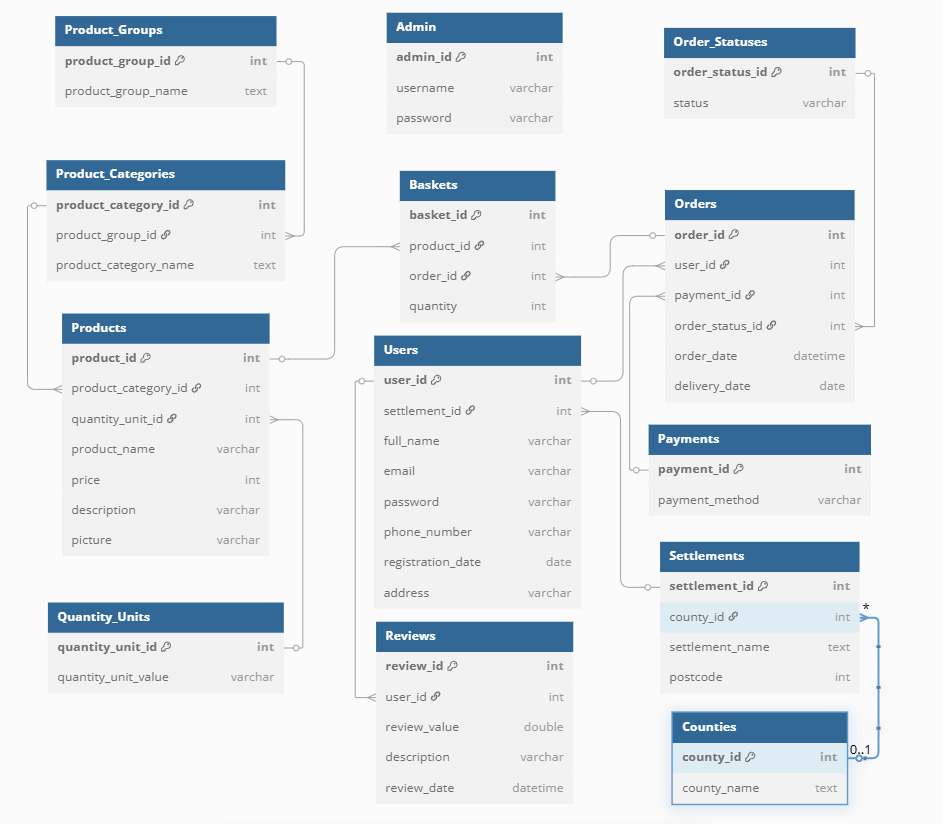 Product_Groups
product_group_id int
product_group_name text
Admin
admin_id int
username varchar
password varchar
Order_Statuses
order_status_id int
status varchar
Product_Categories
product_category_id int
product_group_id int
product_category_name text
Baskets
basket_id int
product_id int
order_id int
quantity int
Orders
order_id int
user_id int
payment_id int
order_status_id int
order_date datetime
delivery_date date
Products
product_id int
product_category_id int
quantity_unit_id int
product_name varchar
price int
description varchar
picture varchar
Users
user_id int
settlement_id int
full_name varchar
email varchar
password varchar
phone_number varchar
registration_date date
address varchar
Payments
payment_id int
payment_method varchar
Settlements
settlement_id int
county_id int
settlement_name text
postcode int
*
Quantity_Units
quantity_unit_id int
quantity_unit_value varchar
Reviews
review_id int
user_id int
review_value double
description varchar
review_date datetime
Counties
county_id int
county_name text
0..1